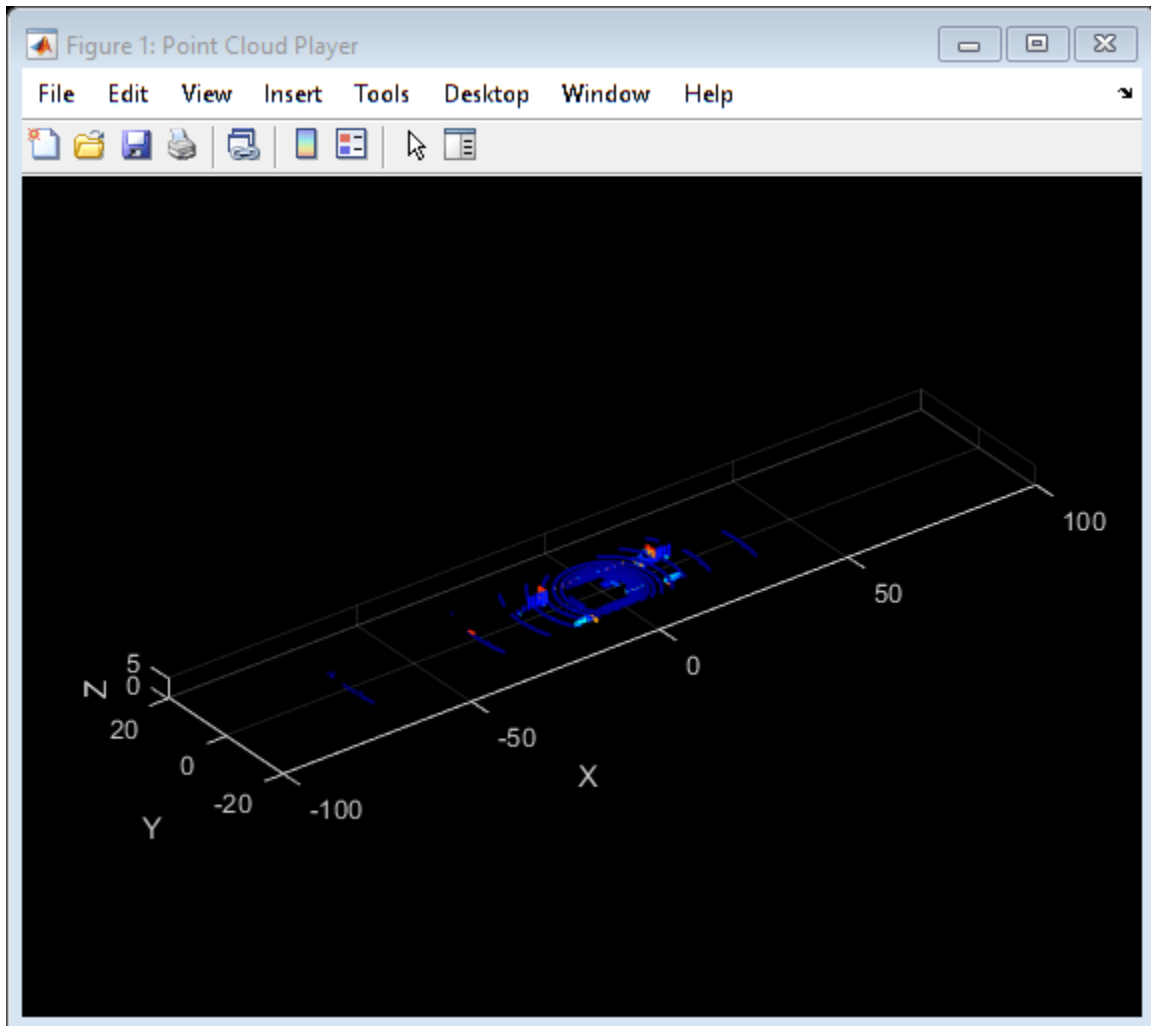 Figure 1: Point Cloud Player
File Edit View Insert Tools Desktop Window Help
100
50
0
-50
-100
X
5
0
Z
20
0
-20
Y